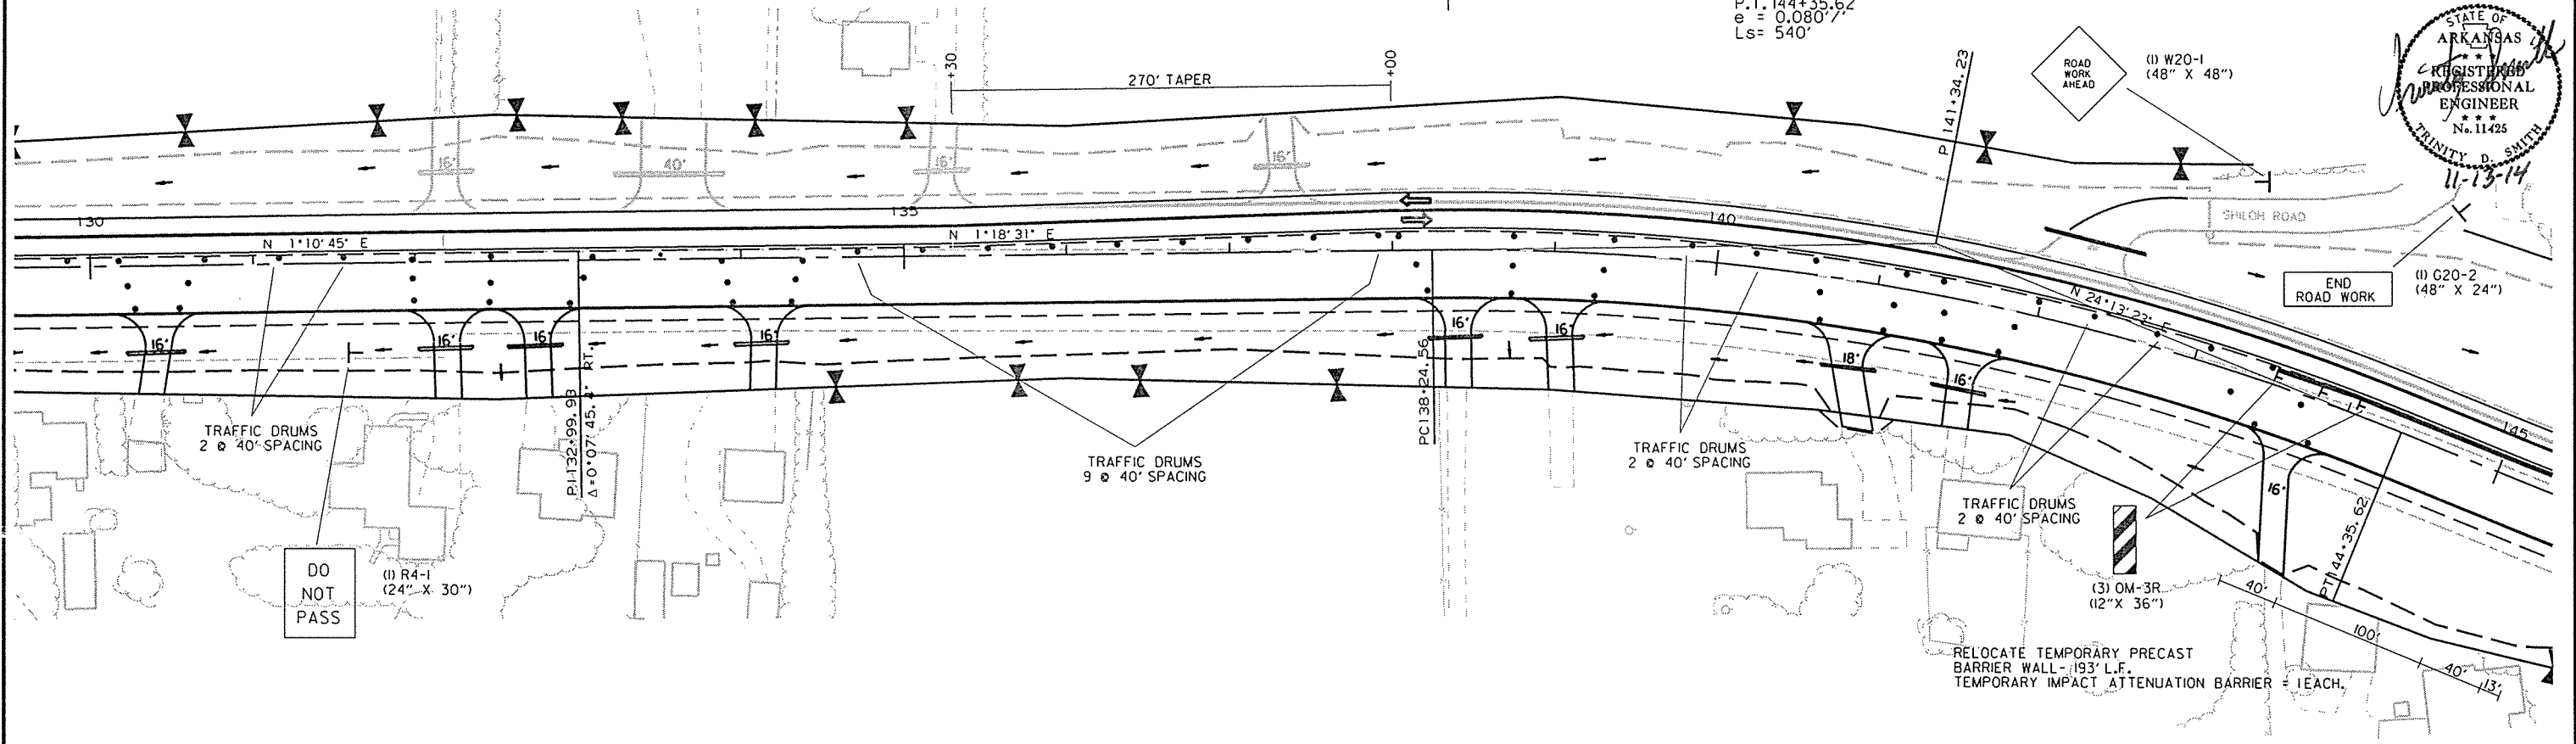 P.T. 144+35.62
e = 0.080'/'
Ls= 540'
STATE OF
ARKANSAS
REGISTERED
PROFESSIONAL
ENGINEER
No. 11425
TRINITY D. SMITH
11-13-14
ROAD
WORK
AHEAD
(1) W20-1
(48" X 48")
+30
270' TAPER
+00
P.I. 141+34.23
16'
40'
16'
16'
130
135
140
145
N 1°10'45" E
N 1°18'31" E
N 24°13'23" E
SHILOH ROAD
END
ROAD WORK
(1) G20-2
(48" X 24")
16'
16'
16'
16'
16'
16'
18'
16'
16'
P.I. 132+99.93
Δ=0°07'45.2" RT.
PC 138+24.56
PT 144+35.62
TRAFFIC DRUMS
2 @ 40' SPACING
TRAFFIC DRUMS
9 @ 40' SPACING
TRAFFIC DRUMS
2 @ 40' SPACING
TRAFFIC DRUMS
2 @ 40' SPACING
DO
NOT
PASS
(1) R4-1
(24" X 30")
(3) OM-3R
(12"X 36")
40'
100'
40'
13'
RELOCATE TEMPORARY PRECAST
BARRIER WALL- 193' L.F.
TEMPORARY IMPACT ATTENUATION BARRIER = 1 EACH.